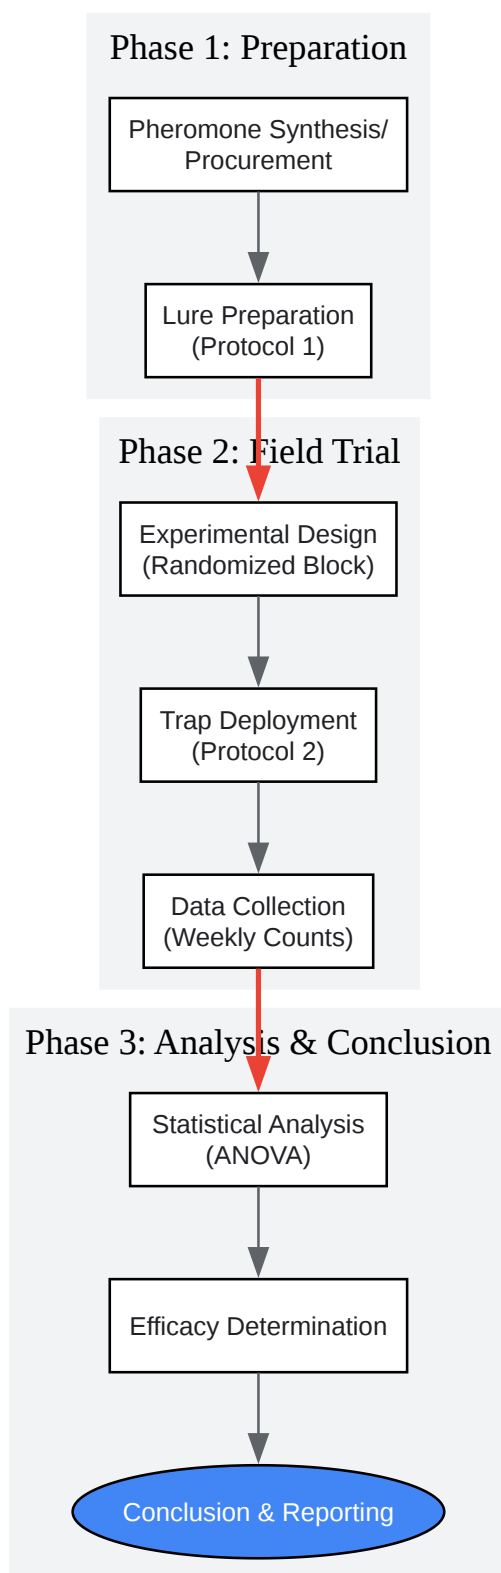 Phase 1: Preparation
Pheromone Synthesis/
Procurement
Lure Preparation
(Protocol 1)
Phase 2: Field Trial
Experimental Design
(Randomized Block)
Trap Deployment
(Protocol 2)
Data Collection
(Weekly Counts)
Phase 3: Analysis & Conclusion
Statistical Analysis
(ANOVA)
Efficacy Determination
Conclusion & Reporting